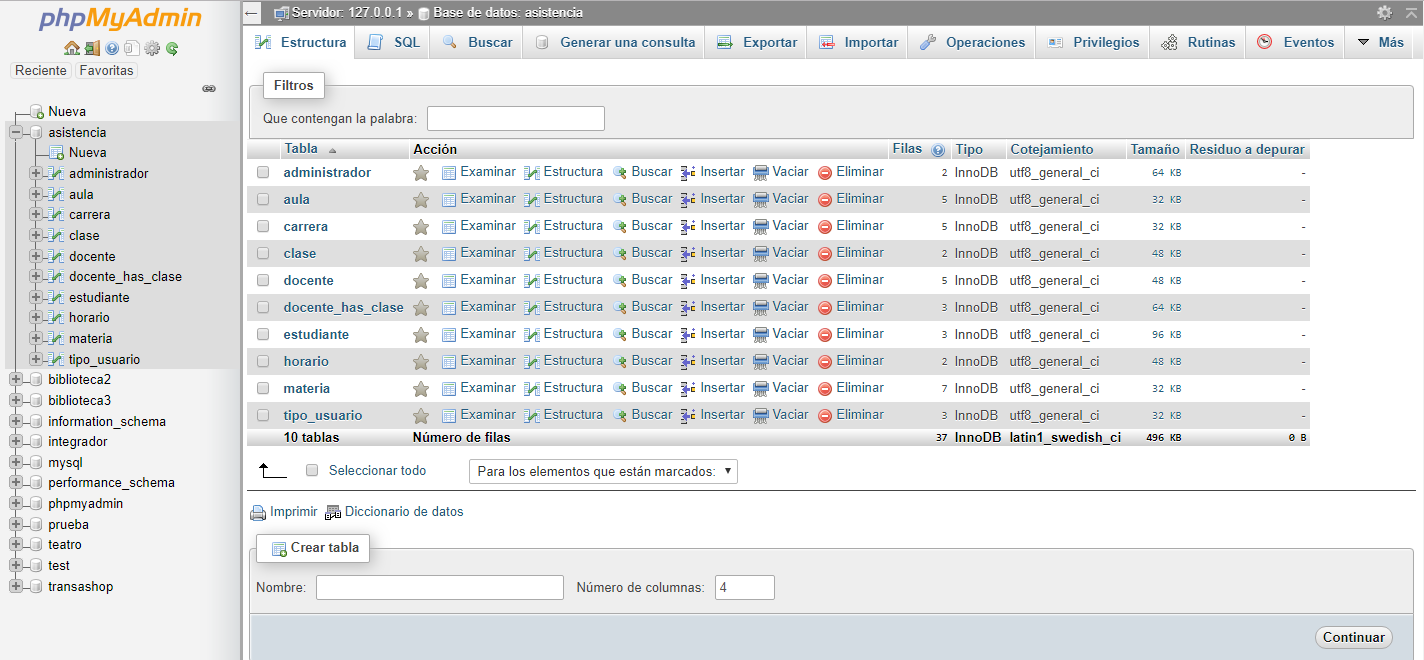 phpMyAdmin
Reciente Favoritas
Nueva
asistencia
Nueva
administrador
aula
carrera
clase
docente
docente_has_clase
estudiante
horario
materia
tipo_usuario
biblioteca2
biblioteca3
information_schema
integrador
mysql
performance_schema
phpmyadmin
prueba
teatro
test
transashop
Servidor: 127.0.0.1 » Base de datos: asistencia
Estructura SQL Buscar Generar una consulta Exportar Importar Operaciones Privilegios Rutinas Eventos Más
Filtros
Que contengan la palabra:
Tabla Acción Filas Tipo Cotejamiento Tamaño Residuo a depurar
administrador Examinar Estructura Buscar Insertar Vaciar Eliminar 2 InnoDB utf8_general_ci 64 KB -
aula Examinar Estructura Buscar Insertar Vaciar Eliminar 5 InnoDB utf8_general_ci 32 KB -
carrera Examinar Estructura Buscar Insertar Vaciar Eliminar 5 InnoDB utf8_general_ci 32 KB -
clase Examinar Estructura Buscar Insertar Vaciar Eliminar 2 InnoDB utf8_general_ci 48 KB -
docente Examinar Estructura Buscar Insertar Vaciar Eliminar 5 InnoDB utf8_general_ci 48 KB -
docente_has_clase Examinar Estructura Buscar Insertar Vaciar Eliminar 3 InnoDB utf8_general_ci 64 KB -
estudiante Examinar Estructura Buscar Insertar Vaciar Eliminar 3 InnoDB utf8_general_ci 96 KB -
horario Examinar Estructura Buscar Insertar Vaciar Eliminar 2 InnoDB utf8_general_ci 48 KB -
materia Examinar Estructura Buscar Insertar Vaciar Eliminar 7 InnoDB utf8_general_ci 32 KB -
tipo_usuario Examinar Estructura Buscar Insertar Vaciar Eliminar 3 InnoDB utf8_general_ci 32 KB -
10 tablas Número de filas 37 InnoDB latin1_swedish_ci 496 KB 0 B
Seleccionar todo Para los elementos que están marcados:
Imprimir Diccionario de datos
Crear tabla
Nombre: Número de columnas: 4
Continuar